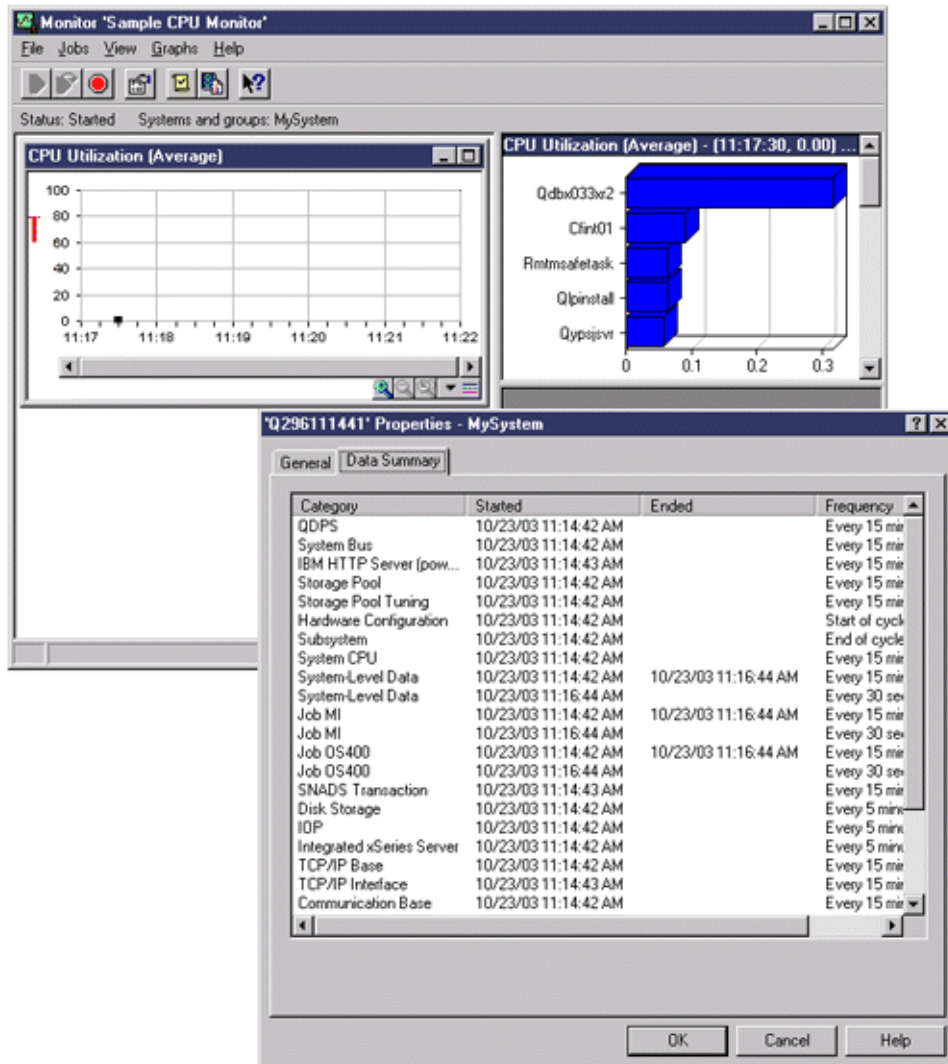 Monitor 'Sample CPU Monitor'
File Jobs View Graphs Help
Status: Started Systems and groups: MySystem
CPU Utilization (Average)
100
80
60
40
20
0
11:17 11:18 11:19 11:20 11:21 11:22
CPU Utilization (Average) - (11:17:30, 0.00) ...
Qdbx033xr2
Cfint01
Rmtmsafetask
Qlpinstall
Qypsjsvr
0 0.1 0.2 0.3
'Q296111441' Properties - MySystem
General Data Summary
Category Started Ended Frequency
QDPS 10/23/03 11:14:42 AM Every 15 min
System Bus 10/23/03 11:14:42 AM Every 15 min
IBM HTTP Server (pow... 10/23/03 11:14:43 AM Every 15 min
Storage Pool 10/23/03 11:14:42 AM Every 15 min
Storage Pool Tuning 10/23/03 11:14:42 AM Every 15 min
Hardware Configuration 10/23/03 11:14:42 AM Start of cycle
Subsystem 10/23/03 11:14:42 AM End of cycle
System CPU 10/23/03 11:14:42 AM Every 15 min
System-Level Data 10/23/03 11:14:42 AM 10/23/03 11:16:44 AM Every 15 min
System-Level Data 10/23/03 11:16:44 AM Every 30 sec
Job MI 10/23/03 11:14:42 AM 10/23/03 11:16:44 AM Every 15 min
Job MI 10/23/03 11:16:44 AM Every 30 sec
Job OS400 10/23/03 11:14:42 AM 10/23/03 11:16:44 AM Every 15 min
Job OS400 10/23/03 11:16:44 AM Every 30 sec
SNADS Transaction 10/23/03 11:14:43 AM Every 15 min
Disk Storage 10/23/03 11:14:42 AM Every 5 minu
IOP 10/23/03 11:14:42 AM Every 5 minu
Integrated xSeries Server 10/23/03 11:14:42 AM Every 5 minu
TCP/IP Base 10/23/03 11:14:42 AM Every 15 min
TCP/IP Interface 10/23/03 11:14:43 AM Every 15 min
Communication Base 10/23/03 11:14:42 AM Every 15 min
OK Cancel Help